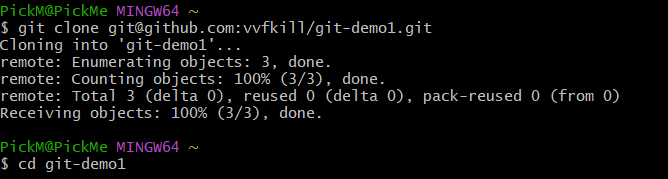 PickM@PickMe MINGW64 ~
$ git clone git@github.com:vvfkill/git-demo1.git
Cloning into 'git-demo1'...
remote: Enumerating objects: 3, done.
remote: Counting objects: 100% (3/3), done.
remote: Total 3 (delta 0), reused 0 (delta 0), pack-reused 0 (from 0)
Receiving objects: 100% (3/3), done.
PickM@PickMe MINGW64 ~
$ cd git-demo1